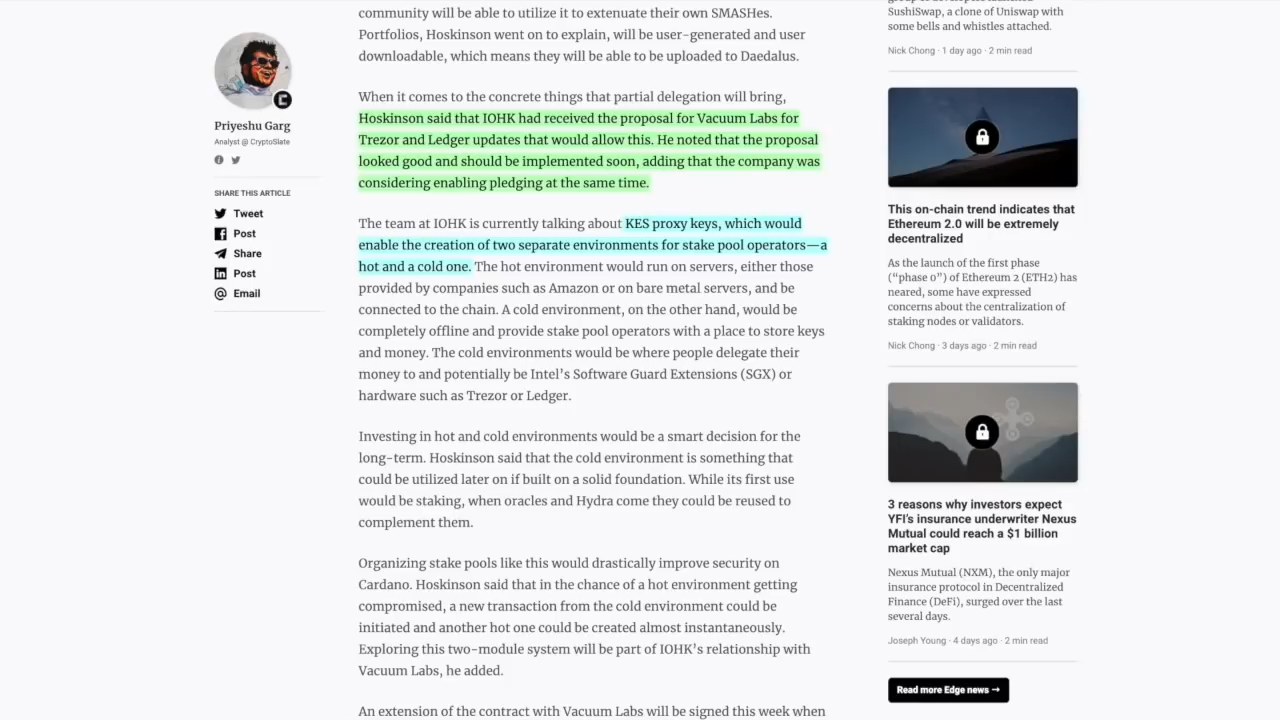 Priyeshu Garg
Analyst @ CryptoSlate
SHARE THIS ARTICLE
Tweet
Post
Share
Post
Email
community will be able to utilize it to extenuate their own SMASHes.
Portfolios, Hoskinson went on to explain, will be user-generated and user
downloadable, which means they will be able to be uploaded to Daedalus.
When it comes to the concrete things that partial delegation will bring,
Hoskinson said that IOHK had received the proposal for Vacuum Labs for
Trezor and Ledger updates that would allow this. He noted that the proposal
looked good and should be implemented soon, adding that the company was
considering enabling pledging at the same time.
The team at IOHK is currently talking about KES proxy keys, which would
enable the creation of two separate environments for stake pool operators—a
hot and a cold one. The hot environment would run on servers, either those
provided by companies such as Amazon or on bare metal servers, and be
connected to the chain. A cold environment, on the other hand, would be
completely offline and provide stake pool operators with a place to store keys
and money. The cold environments would be where people delegate their
money to and potentially be Intel's Software Guard Extensions (SGX) or
hardware such as Trezor or Ledger.
Investing in hot and cold environments would be a smart decision for the
long-term. Hoskinson said that the cold environment is something that
could be utilized later on if built on a solid foundation. While its first use
would be staking, when oracles and Hydra come they could be reused to
complement them.
Organizing stake pools like this would drastically improve security on
Cardano. Hoskinson said that in the chance of a hot environment getting
compromised, a new transaction from the cold environment could be
initiated and another hot one could be created almost instantaneously.
Exploring this two-module system will be part of IOHK's relationship with
Vacuum Labs, he added.
An extension of the contract with Vacuum Labs will be signed this week when
SushiSwap, a clone of Uniswap with
some bells and whistles attached.
Nick Chong · 1 day ago · 2 min read
This on-chain trend indicates that
Ethereum 2.0 will be extremely
decentralized
As the launch of the first phase
("phase 0") of Ethereum 2 (ETH2) has
neared, some have expressed
concerns about the centralization of
staking nodes or validators.
Nick Chong · 3 days ago · 2 min read
3 reasons why investors expect
YFI's insurance underwriter Nexus
Mutual could reach a $1 billion
market cap
Nexus Mutual (NXM), the only major
insurance protocol in Decentralized
Finance (DeFi), surged over the last
several days.
Joseph Young · 4 days ago · 2 min read
Read more Edge news →